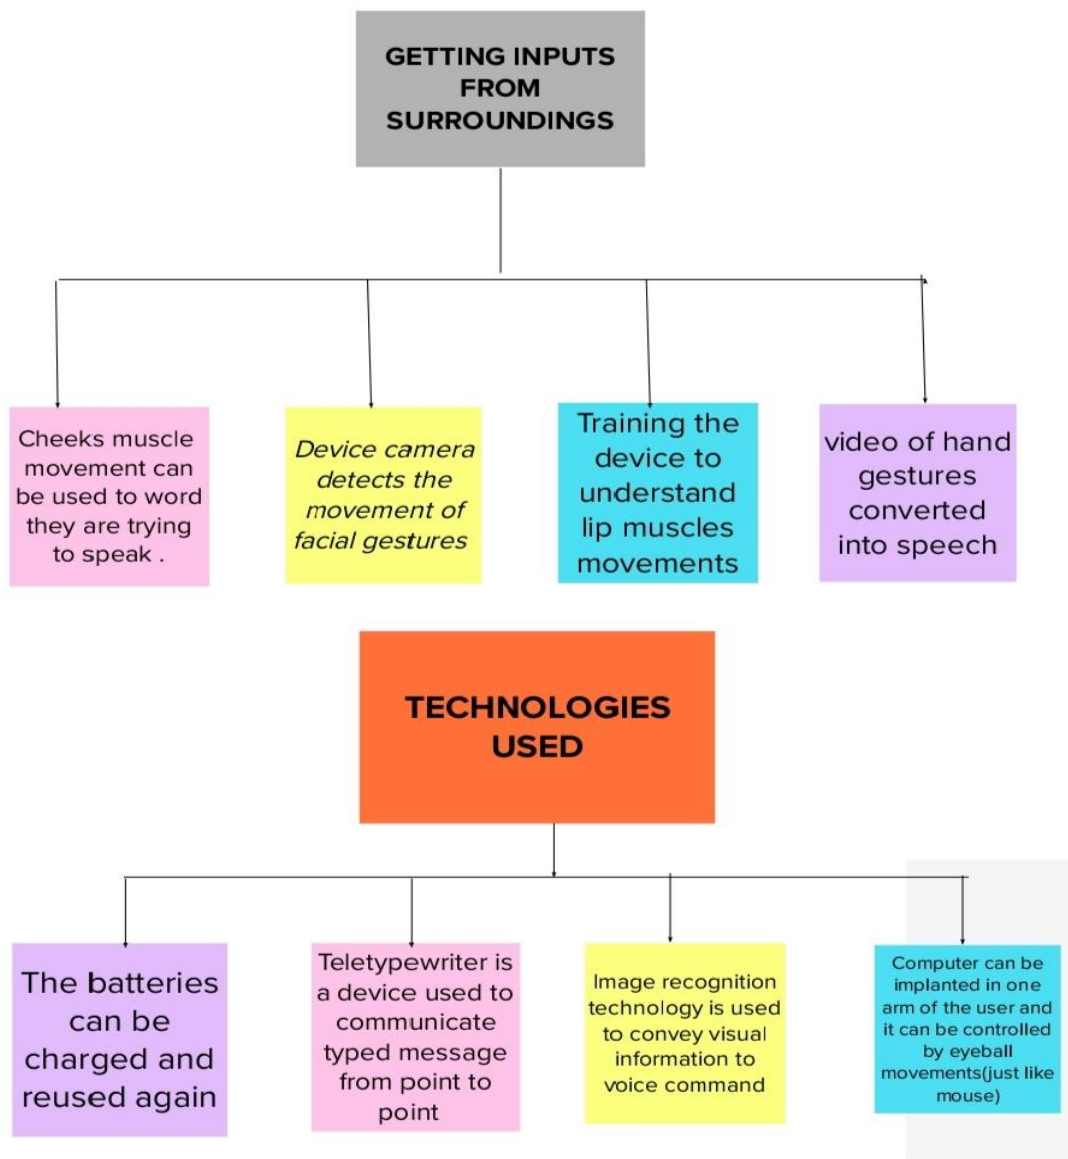 GETTING INPUTS
FROM
SURROUNDINGS
Cheeks muscle
movement can
be used to word
they are trying
to speak .
Device camera
detects the
movement of
facial gestures
Training the
device to
understand
lip muscles
movements
video of hand
gestures
converted
into speech
TECHNOLOGIES
USED
The batteries
can be
charged and
reused again
Teletypewriter is
a device used to
communicate
typed message
from point to
point
Image recognition
technology is used
to convey visual
information to
voice command
Computer can be
implanted in one
arm of the user and
it can be controlled
by eyeball
movements(just like
mouse)